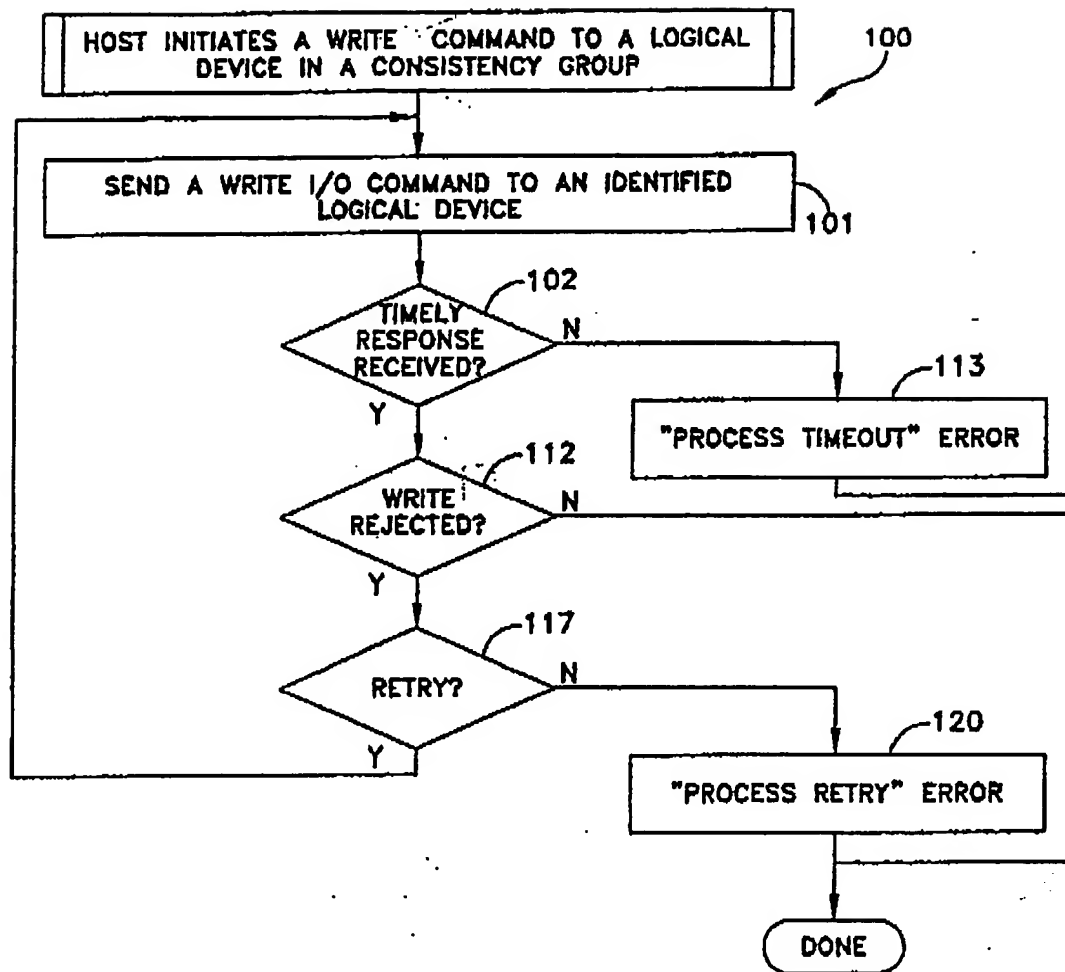 HOST INITIATES A WRITE COMMAND TO A LOGICAL
DEVICE IN A CONSISTENCY GROUP
100
SEND A WRITE I/O COMMAND TO AN IDENTIFIED
LOGICAL DEVICE
101
102
TIMELY
RESPONSE
RECEIVED?
N
Y
113
"PROCESS TIMEOUT" ERROR
112
WRITE
REJECTED?
N
Y
117
RETRY?
N
Y
120
"PROCESS RETRY" ERROR
DONE